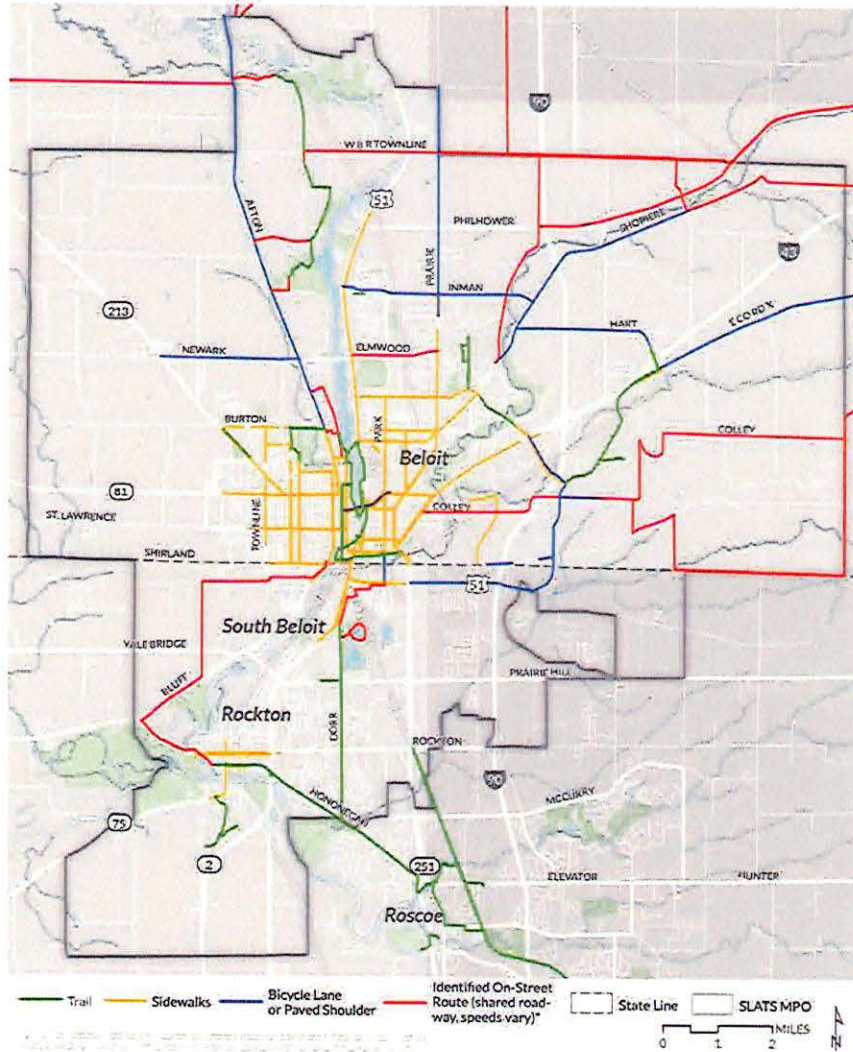 90
W B R TOWNLINE
51
AFTON
PHILHOWER
SHOPIERE
PRAIRIE
43
INMAN
213
HART
E CO RD X
NEWARK
ELMWOOD
BURTON
PARK
COLLEY
Beloit
81
COLLEY
ST. LAWRENCE
TOWNLINE
SHIRLAND
51
South Beloit
YALE BRIDGE
PRAIRIE HILL
BLUFF
Rockton
DORR
ROCKTON
90
HONONEGAH
MCCURRY
75
2
251
ELEVATOR
HUNTER
Roscoe
Trail
Sidewalks
Bicycle Lane
or Paved Shoulder
Identified On-Street
Route (shared road-
way, speeds vary)*
State Line
SLATS MPO
MILES
0 1 2
N